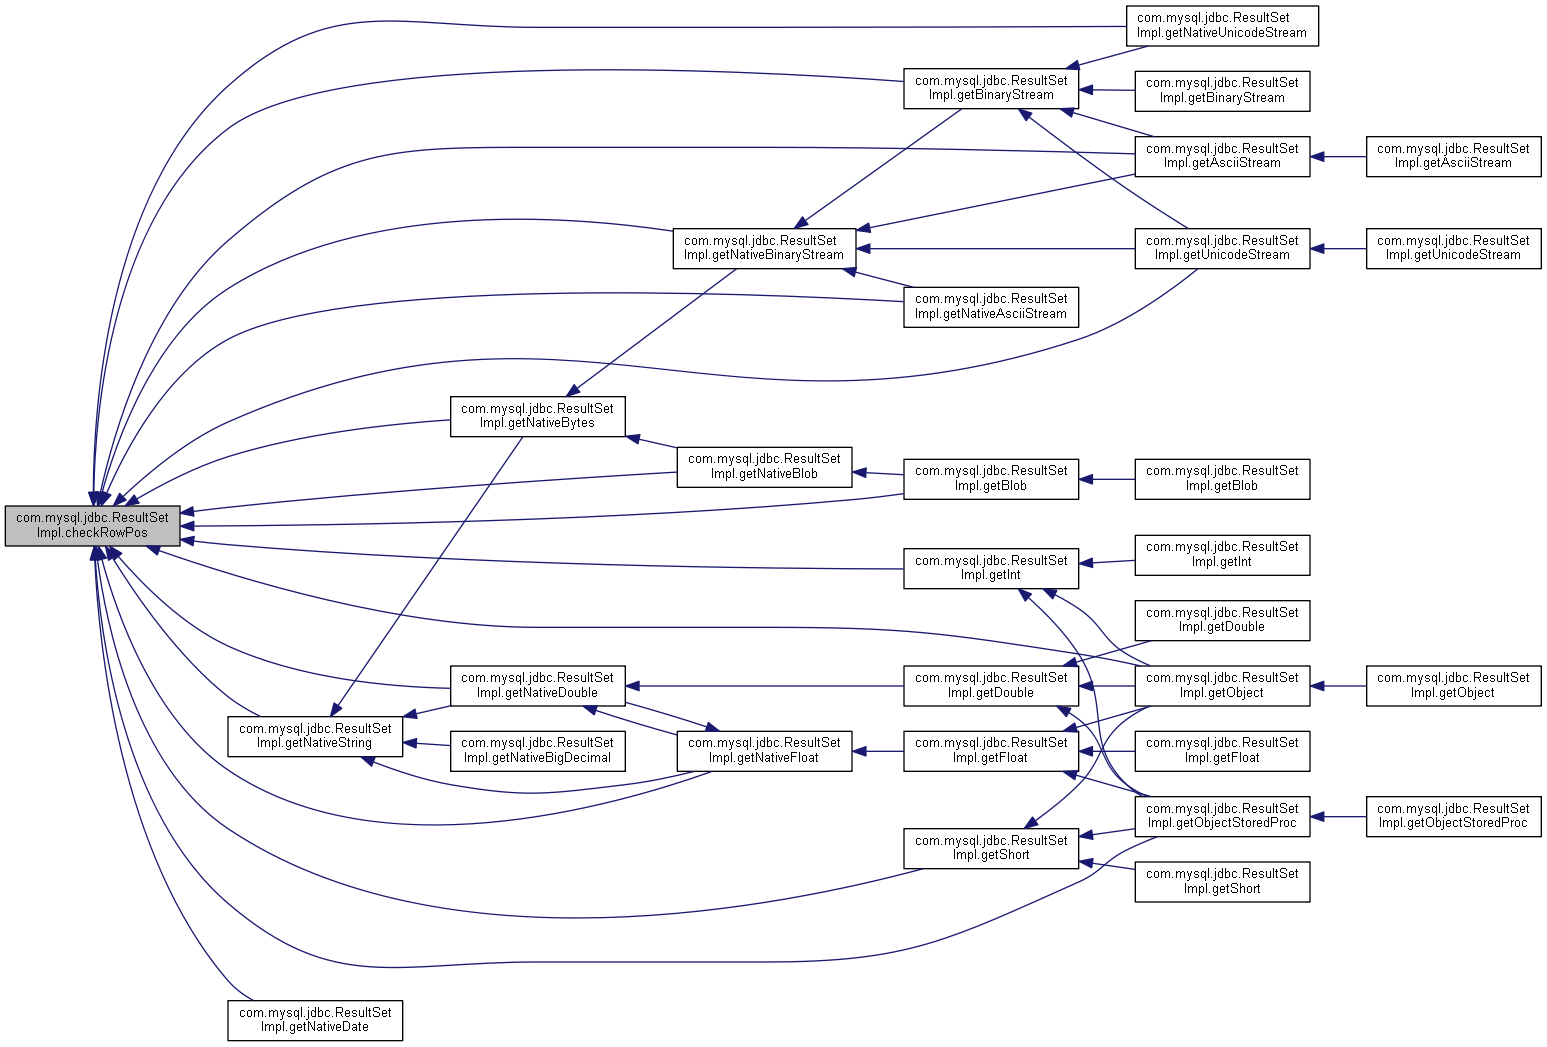 com.mysql.jdbc.ResultSet
Impl.getNativeUnicodeStream
com.mysql.jdbc.ResultSet
Impl.getBinaryStream
com.mysql.jdbc.ResultSet
Impl.getBinaryStream
com.mysql.jdbc.ResultSet
Impl.getAsciiStream
com.mysql.jdbc.ResultSet
Impl.getAsciiStream
com.mysql.jdbc.ResultSet
Impl.getNativeBinaryStream
com.mysql.jdbc.ResultSet
Impl.getUnicodeStream
com.mysql.jdbc.ResultSet
Impl.getUnicodeStream
com.mysql.jdbc.ResultSet
Impl.getNativeAsciiStream
com.mysql.jdbc.ResultSet
Impl.getNativeBytes
com.mysql.jdbc.ResultSet
Impl.getNativeBlob
com.mysql.jdbc.ResultSet
Impl.getBlob
com.mysql.jdbc.ResultSet
Impl.getBlob
com.mysql.jdbc.ResultSet
Impl.checkRowPos
com.mysql.jdbc.ResultSet
Impl.getInt
com.mysql.jdbc.ResultSet
Impl.getInt
com.mysql.jdbc.ResultSet
Impl.getDouble
com.mysql.jdbc.ResultSet
Impl.getNativeDouble
com.mysql.jdbc.ResultSet
Impl.getDouble
com.mysql.jdbc.ResultSet
Impl.getObject
com.mysql.jdbc.ResultSet
Impl.getObject
com.mysql.jdbc.ResultSet
Impl.getNativeString
com.mysql.jdbc.ResultSet
Impl.getNativeBigDecimal
com.mysql.jdbc.ResultSet
Impl.getNativeFloat
com.mysql.jdbc.ResultSet
Impl.getFloat
com.mysql.jdbc.ResultSet
Impl.getFloat
com.mysql.jdbc.ResultSet
Impl.getObjectStoredProc
com.mysql.jdbc.ResultSet
Impl.getObjectStoredProc
com.mysql.jdbc.ResultSet
Impl.getShort
com.mysql.jdbc.ResultSet
Impl.getShort
com.mysql.jdbc.ResultSet
Impl.getNativeDate